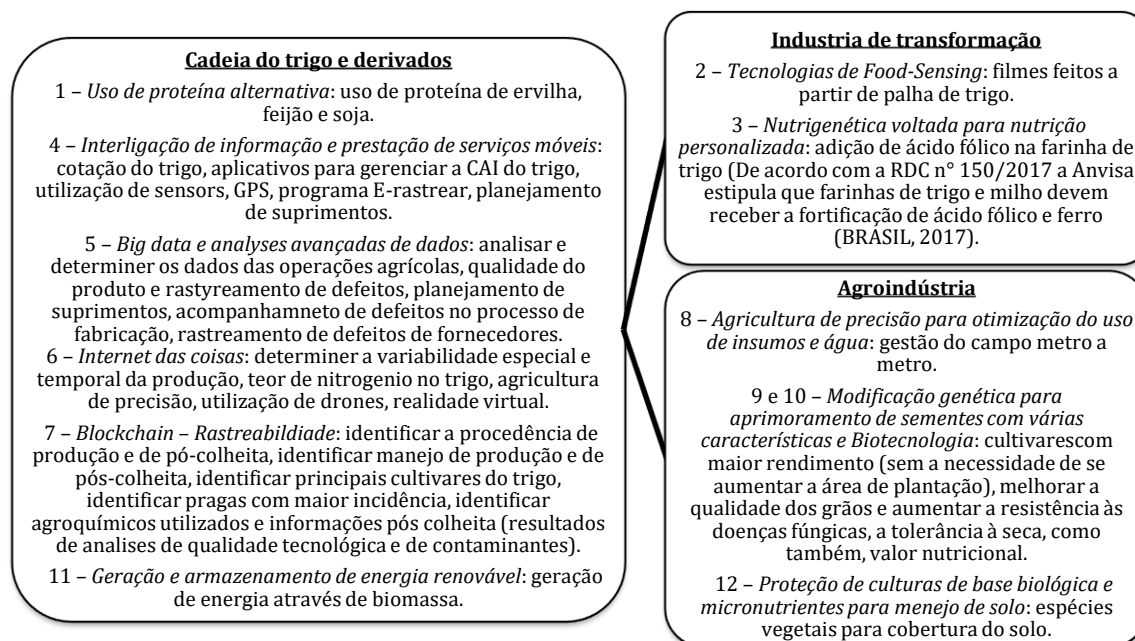 Cadeia do trigo e derivados
1 – Uso de proteína alternativa: uso de proteína de ervilha,
feijão e soja.
4 – Interligação de informação e prestação de serviços móveis:
cotação do trigo, aplicativos para gerenciar a CAI do trigo,
utilização de sensors, GPS, programa E-rastrear, planejamento
de suprimentos.
5 – Big data e analyses avançadas de dados: analisar e
determiner os dados das operações agrícolas, qualidade do
produto e rastyreamento de defeitos, planejamento de
suprimentos, acompanhamneto de defeitos no processo de
fabricação, rastreamento de defeitos de fornecedores.
6 – Internet das coisas: determiner a variabilidade especial e
temporal da produção, teor de nitrogenio no trigo, agricultura
de precisão, utilização de drones, realidade virtual.
7 – Blockchain – Rastreabildiade: identificar a procedência de
produção e de pó-colheita, identificar manejo de produção e de
pós-colheita, identificar principais cultivares do trigo,
identificar pragas com maior incidência, identificar
agroquímicos utilizados e informações pós colheita (resultados
de analises de qualidade tecnológica e de contaminantes).
11 – Geração e armazenamento de energia renovável: geração
de energia através de biomassa.
Industria de transformação
2 – Tecnologias de Food-Sensing: filmes feitos a
partir de palha de trigo.
3 – Nutrigenética voltada para nutrição
personalizada: adição de ácido fólico na farinha de
trigo (De acordo com a RDC n° 150/2017 a Anvisa
estipula que farinhas de trigo e milho devem
receber a fortificação de ácido fólico e ferro
(BRASIL, 2017).
Agroindústria
8 – Agricultura de precisão para otimização do uso
de insumos e água: gestão do campo metro a
metro.
9 e 10 – Modificação genética para
aprimoramento de sementes com várias
características e Biotecnologia: cultivarescom
maior rendimento (sem a necessidade de se
aumentar a área de plantação), melhorar a
qualidade dos grãos e aumentar a resistência às
doenças fúngicas, a tolerância à seca, como
também, valor nutricional.
12 – Proteção de culturas de base biológica e
micronutrientes para menejo de solo: espécies
vegetais para cobertura do solo.